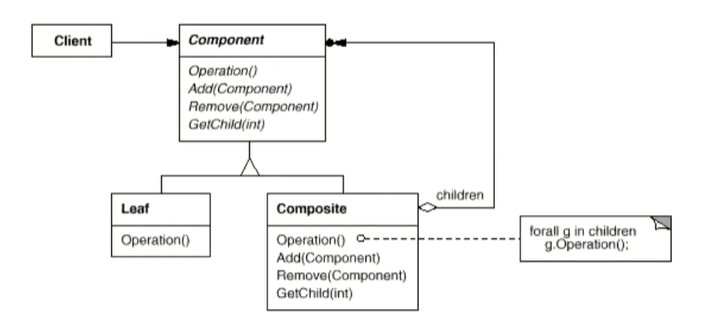 Client
Component
Operation()
Add(Component)
Remove(Component)
GetChild(int)
Leaf
Operation()
Composite
Operation()
Add(Component)
Remove(Component)
GetChild(int)
children
forall g in children
g.Operation();